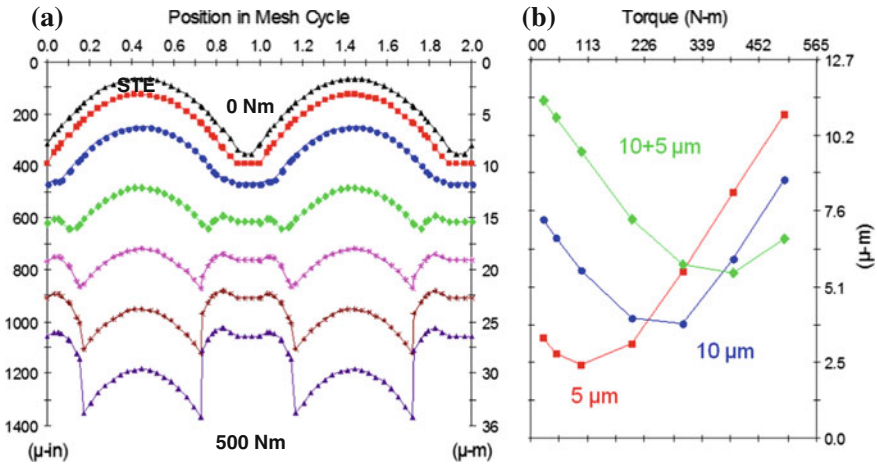 (a)
Position in Mesh Cycle
0.0 0.2 0.4 0.6 0.8 1.0 1.2 1.4 1.6 1.8 2.0
0
200
400
600
800
1000
1200
1400
(μ-in)
STE
0 Nm
500 Nm
0
5
10
15
20
25
30
36
(μ-m)
(b)
Torque (N-m)
00 113 226 339 452 565
12.7
10.2
7.6
5.1
2.5
0.0
(μ-m)
10+5 μm
10 μm
5 μm